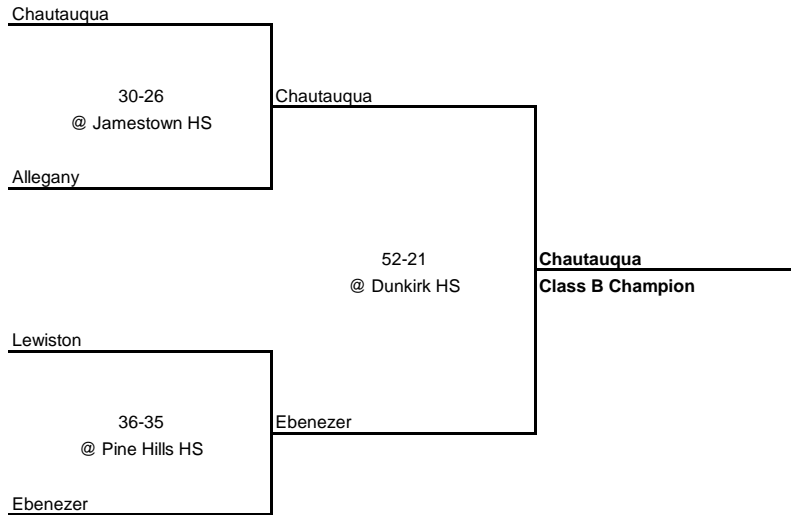 Chautauqua
30-26
@ Jamestown HS
Chautauqua
Allegany
52-21
@ Dunkirk HS
Chautauqua
Class B Champion
Lewiston
36-35
@ Pine Hills HS
Ebenezer
Ebenezer